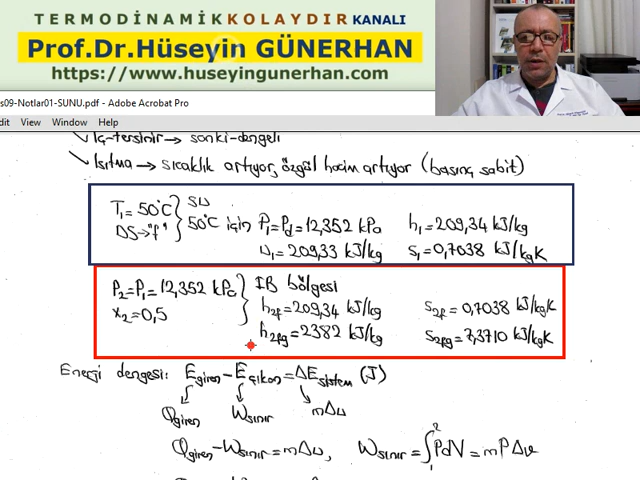 TERMODİNAMİKKOLAYDIR KANALI
Prof.Dr.Hüseyin GÜNERHAN
https://www.huseyingunerhan.com
s09-Notlar01-SUNU.pdf - Adobe Acrobat Pro
dit View Window Help
↘ İç-tersinir → sanki-dengeli
↘ Isıtma → sıcaklık artıyor, özgül hacim artıyor (basınç sabit)
T₁=50°C } SU
DS→"f" } 50°C için P₁=Pd=12,352 kPa h₁=209,34 kJ/kg
u₁=209,33 kJ/kg s₁=0,7038 kJ/kgK
P₂=P₁=12,352 kPa } IB bölgesi
x₂=0,5 h₂f=209,34 kJ/kg s₂f=0,7038 kJ/kgK
h₂fg=2382 kJ/kg s₂fg=7,3710 kJ/kgK
Enerji dengesi: Egiren-Eçıkan=ΔEsistem (J)
Qgiren Wsınır mΔu
Qgiren-Wsınır=mΔu, Wsınır=∫₁²PdV=mPΔv